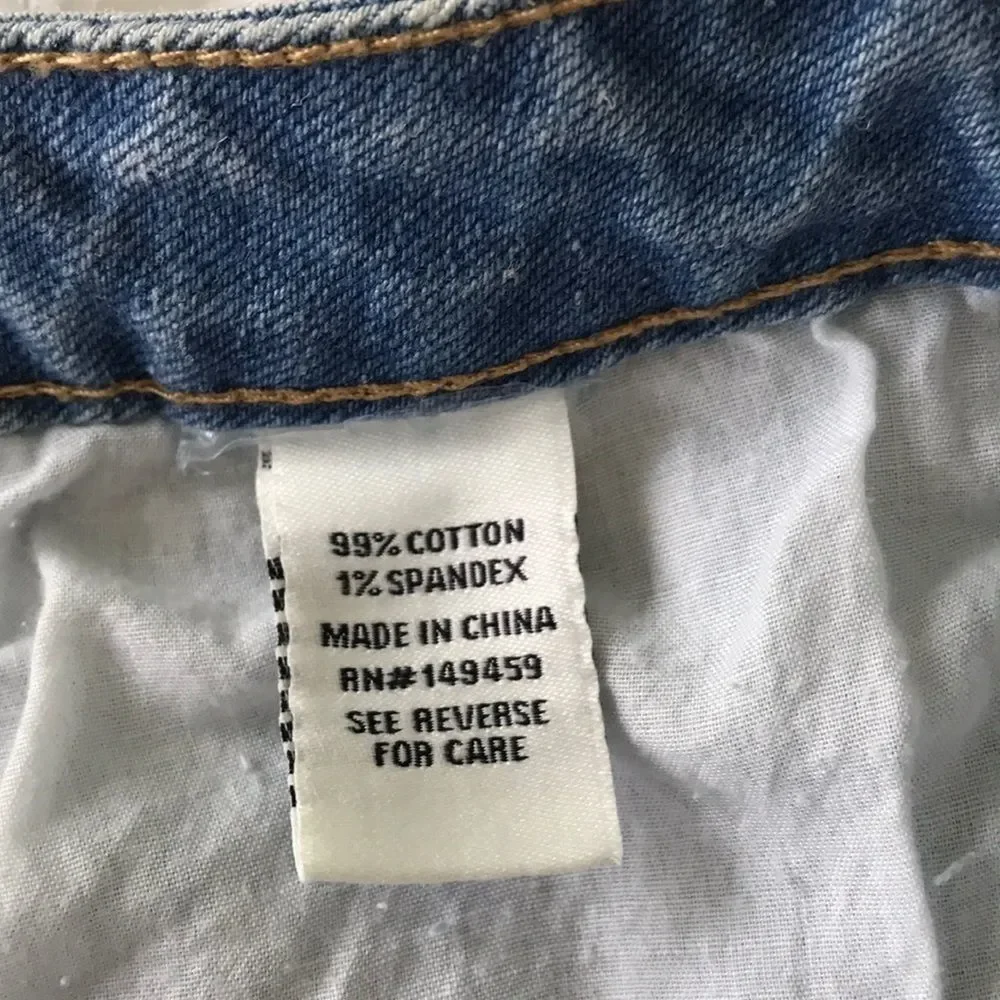 99% COTTON
1% SPANDEX
MADE IN CHINA
RN#149459
SEE REVERSE
FOR CARE